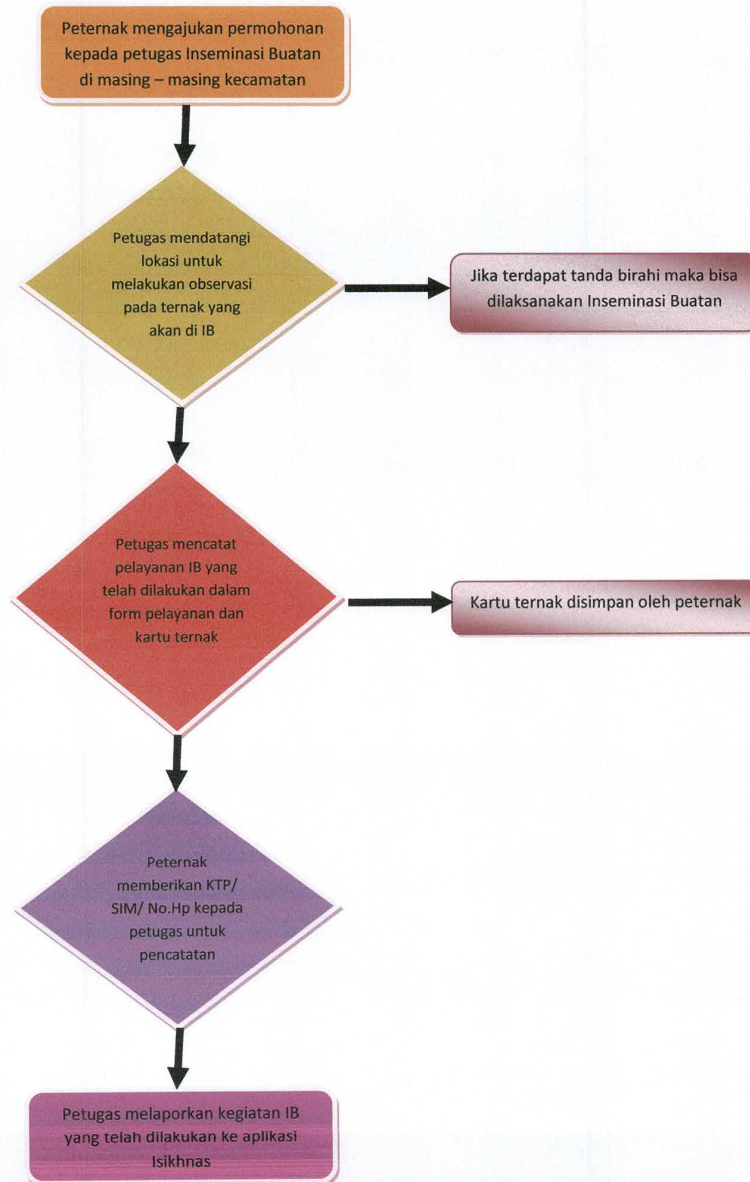 Peternak mengajukan permohonan
kepada petugas Inseminasi Buatan
di masing – masing kecamatan
Petugas mendatangi
lokasi untuk
melakukan observasi
pada ternak yang
akan di IB
Jika terdapat tanda birahi maka bisa
dilaksanakan Inseminasi Buatan
Petugas mencatat
pelayanan IB yang
telah dilakukan dalam
form pelayanan dan
kartu ternak
Kartu ternak disimpan oleh peternak
Peternak
memberikan KTP/
SIM/ No.Hp kepada
petugas untuk
pencatatan
Petugas melaporkan kegiatan IB
yang telah dilakukan ke aplikasi
Isikhnas